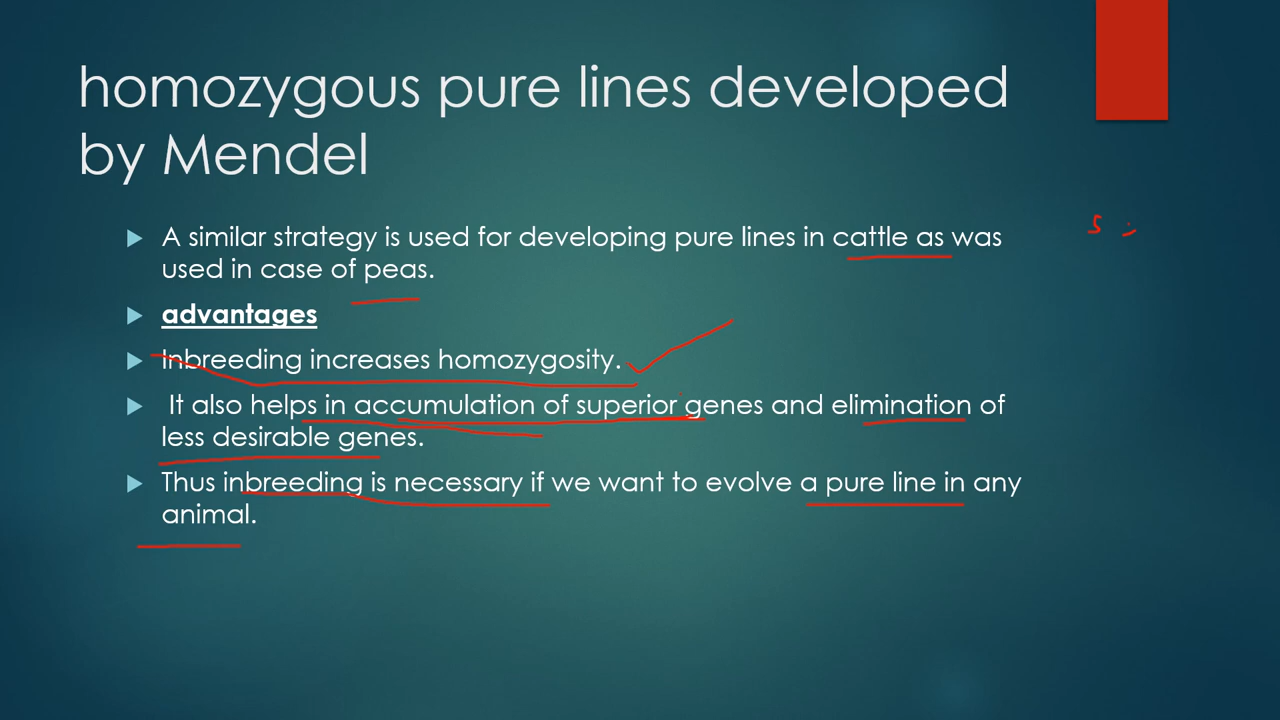 homozygous pure lines developed
by Mendel
A similar strategy is used for developing pure lines in cattle as was
used in case of peas.
advantages
Inbreeding increases homozygosity.
It also helps in accumulation of superior genes and elimination of
less desirable genes.
Thus inbreeding is necessary if we want to evolve a pure line in any
animal.